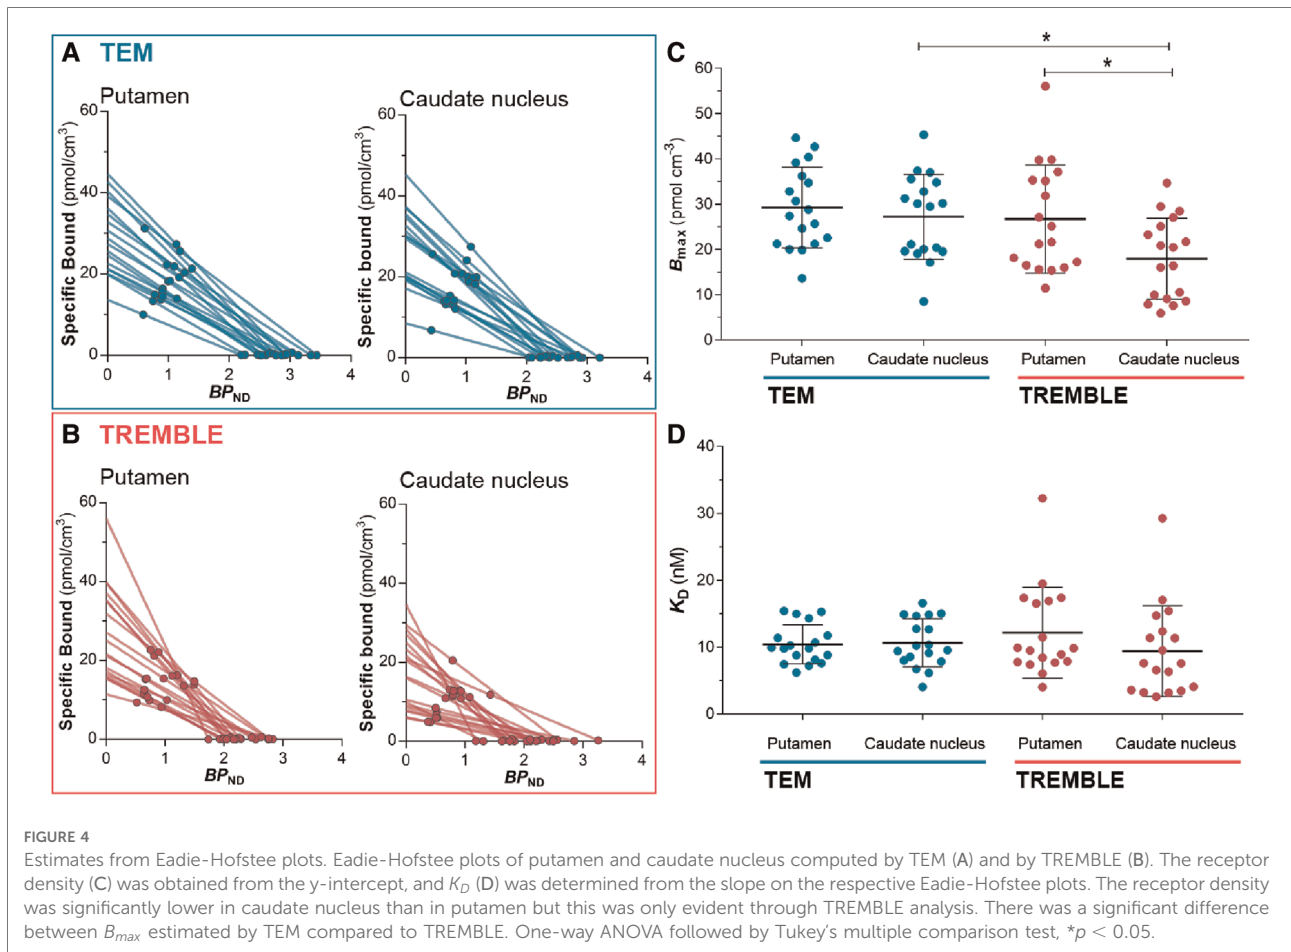 A TEM
Putamen
Specific Bound (pmol/cm³)
60
40
20
0
0 1 2 3 4
BP_ND
Caudate nucleus
Specific bound (pmol/cm³)
60
40
20
0
0 1 2 3 4
BP_ND
B TREMBLE
Putamen
Specific Bound (pmol/cm³)
60
40
20
0
0 1 2 3 4
BP_ND
Caudate nucleus
Specific Bound (pmol/cm³)
60
40
20
0
0 1 2 3 4
BP_ND
C
*
*
B_max (pmol cm⁻³)
60
50
40
30
20
10
0
Putamen Caudate nucleus Putamen Caudate nucleus
TEM TREMBLE
D
K_D (nM)
40
30
20
10
0
Putamen Caudate nucleus Putamen Caudate nucleus
TEM TREMBLE
FIGURE 4
Estimates from Eadie-Hofstee plots. Eadie-Hofstee plots of putamen and caudate nucleus computed by TEM (A) and by TREMBLE (B). The receptor
density (C) was obtained from the y-intercept, and K_D (D) was determined from the slope on the respective Eadie-Hofstee plots. The receptor density
was significantly lower in caudate nucleus than in putamen but this was only evident through TREMBLE analysis. There was a significant difference
between B_max estimated by TEM compared to TREMBLE. One-way ANOVA followed by Tukey's multiple comparison test, *p < 0.05.